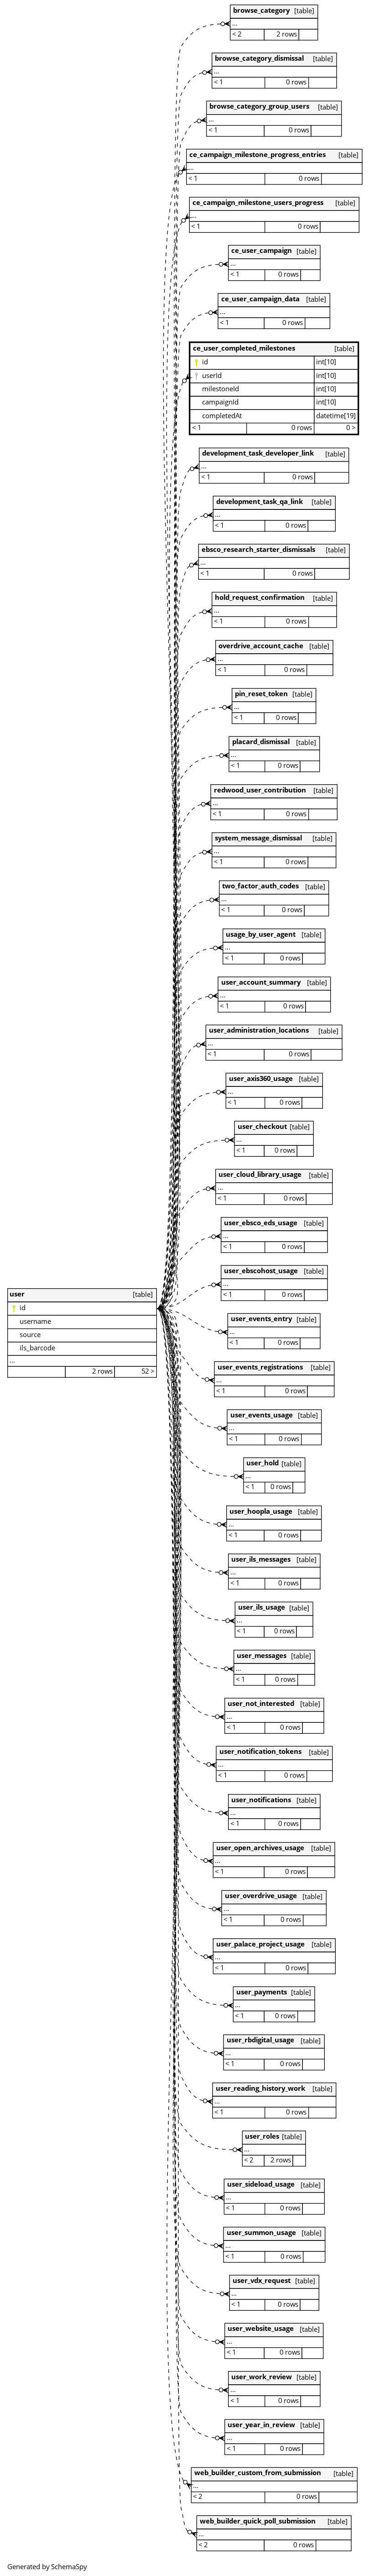 browse_category [table]
...
< 2 2 rows
browse_category_dismissal [table]
...
< 1 0 rows
browse_category_group_users [table]
...
< 1 0 rows
ce_campaign_milestone_progress_entries [table]
...
< 1 0 rows
ce_campaign_milestone_users_progress [table]
...
< 1 0 rows
ce_user_campaign [table]
...
< 1 0 rows
ce_user_campaign_data [table]
...
< 1 0 rows
ce_user_completed_milestones [table]
id int[10]
userId int[10]
milestoneId int[10]
campaignId int[10]
completedAt datetime[19]
< 1 0 rows 0 >
development_task_developer_link [table]
...
< 1 0 rows
development_task_qa_link [table]
...
< 1 0 rows
ebsco_research_starter_dismissals [table]
...
< 1 0 rows
hold_request_confirmation [table]
...
< 1 0 rows
overdrive_account_cache [table]
...
< 1 0 rows
pin_reset_token [table]
...
< 1 0 rows
placard_dismissal [table]
...
< 1 0 rows
redwood_user_contribution [table]
...
< 1 0 rows
system_message_dismissal [table]
...
< 1 0 rows
two_factor_auth_codes [table]
...
< 1 0 rows
usage_by_user_agent [table]
...
< 1 0 rows
user_account_summary [table]
...
< 1 0 rows
user_administration_locations [table]
...
< 1 0 rows
user_axis360_usage [table]
...
< 1 0 rows
user_checkout [table]
...
< 1 0 rows
user_cloud_library_usage [table]
...
< 1 0 rows
user_ebsco_eds_usage [table]
...
< 1 0 rows
user_ebscohost_usage [table]
...
< 1 0 rows
user [table]
id
username
source
ils_barcode
...
2 rows 52 >
user_events_entry [table]
...
< 1 0 rows
user_events_registrations [table]
...
< 1 0 rows
user_events_usage [table]
...
< 1 0 rows
user_hold [table]
...
< 1 0 rows
user_hoopla_usage [table]
...
< 1 0 rows
user_ils_messages [table]
...
< 1 0 rows
user_ils_usage [table]
...
< 1 0 rows
user_messages [table]
...
< 1 0 rows
user_not_interested [table]
...
< 1 0 rows
user_notification_tokens [table]
...
< 1 0 rows
user_notifications [table]
...
< 1 0 rows
user_open_archives_usage [table]
...
< 1 0 rows
user_overdrive_usage [table]
...
< 1 0 rows
user_palace_project_usage [table]
...
< 1 0 rows
user_payments [table]
...
< 1 0 rows
user_rbdigital_usage [table]
...
< 1 0 rows
user_reading_history_work [table]
...
< 1 0 rows
user_roles [table]
...
< 2 2 rows
user_sideload_usage [table]
...
< 1 0 rows
user_summon_usage [table]
...
< 1 0 rows
user_vdx_request [table]
...
< 1 0 rows
user_website_usage [table]
...
< 1 0 rows
user_work_review [table]
...
< 1 0 rows
user_year_in_review [table]
...
< 1 0 rows
web_builder_custom_from_submission [table]
...
< 2 0 rows
web_builder_quick_poll_submission [table]
...
< 2 0 rows
Generated by SchemaSpy